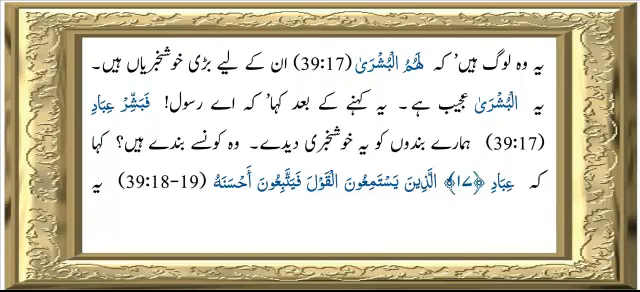 یہ وہ لوگ ہیں’ کہ لَهُمُ الْبُشْرَىٰ (39:17) ان کے لیے بڑی خوشخبریاں ہیں۔
یہ الْبُشْرَىٰ عجیب ہے۔ یہ کہنے کے بعد کہا’ کہ اے رسول! فَبَشِّرْ عِبَادِ
(39:17) ہمارے بندوں کو یہ خوشخبری دیدے۔ وہ کونسے بندے ہیں؟ کہا
کہ عِبَادِ ﴿١٧﴾ الَّذِينَ يَسْتَمِعُونَ الْقَوْلَ فَيَتَّبِعُونَ أَحْسَنَهُ (39:18-19) یہ